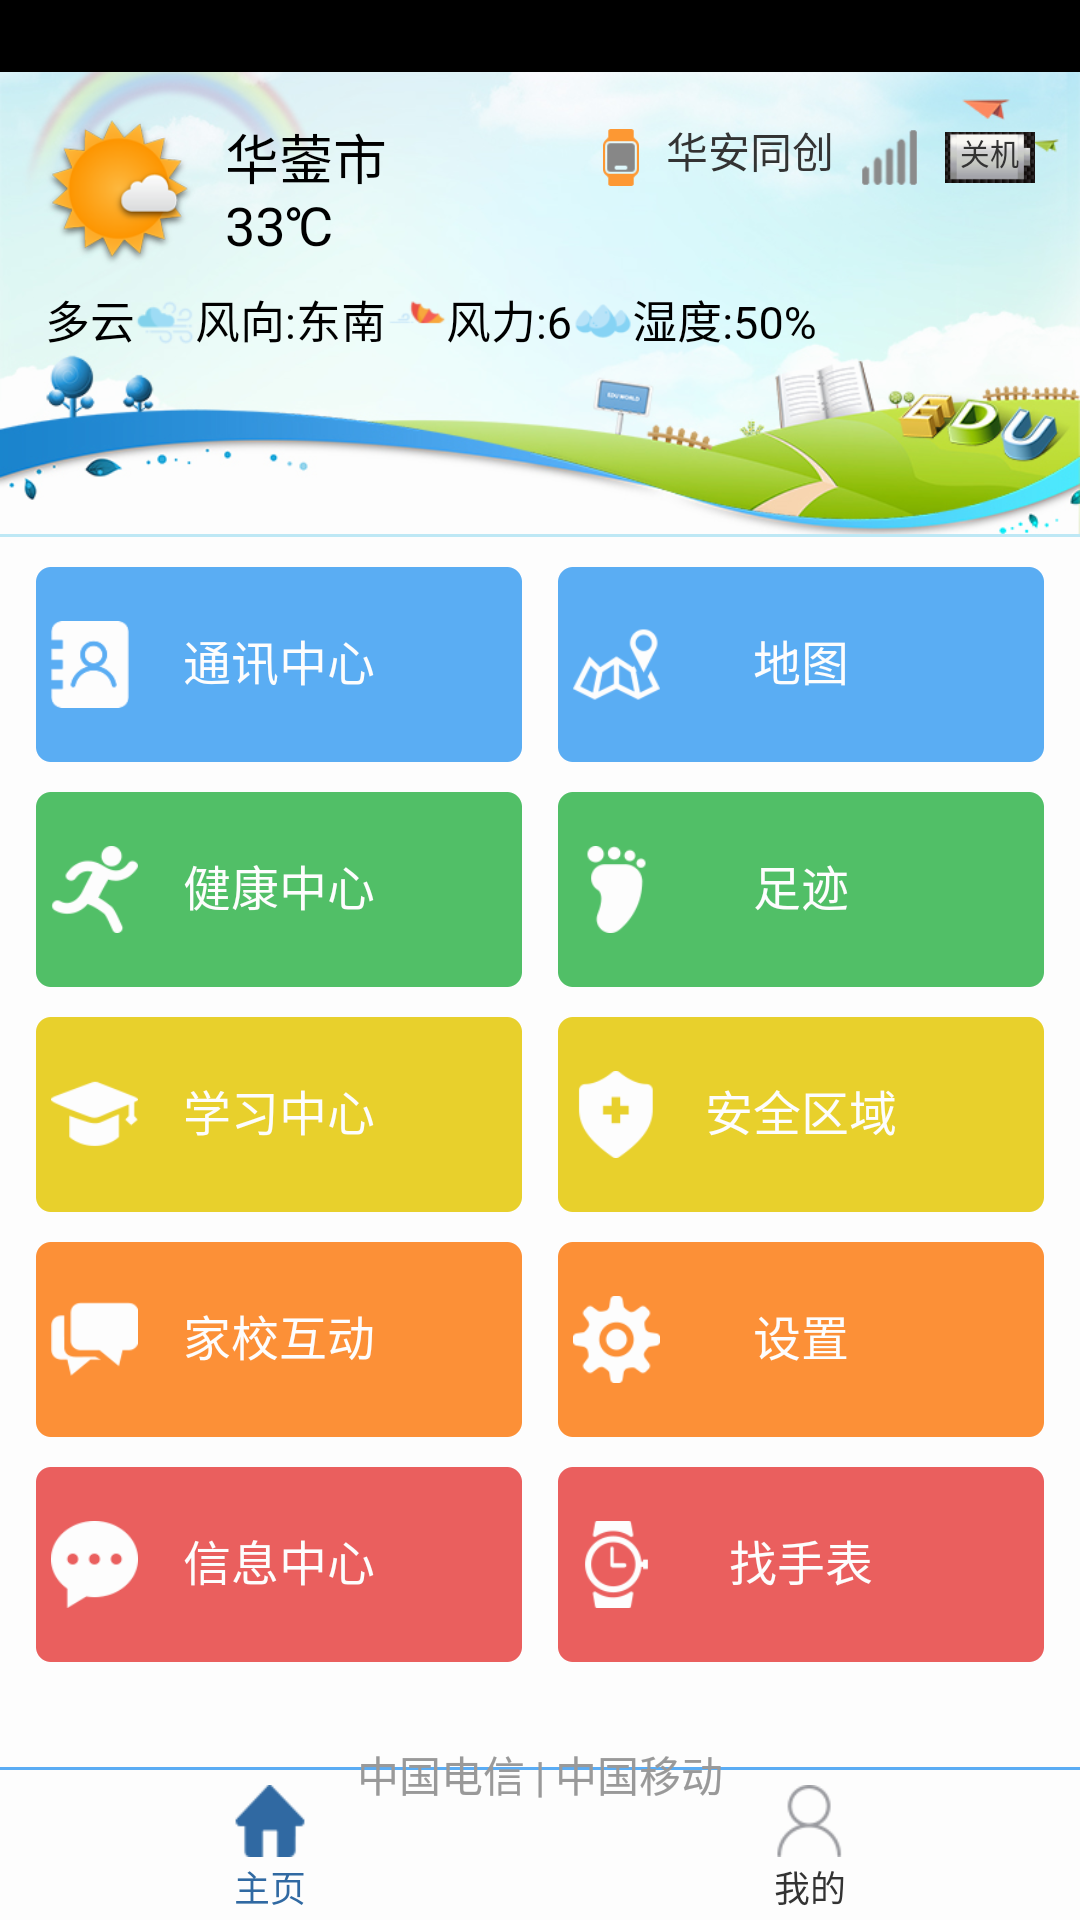 华蓥市
33℃
华安同创
关机
多云 风向:东南 风力:6 湿度:50%
EDU WORLD
EDU
通讯中心
地图
健康中心
足迹
学习中心
安全区域
家校互动
设置
信息中心
找手表
中国电信 | 中国移动
主页
我的